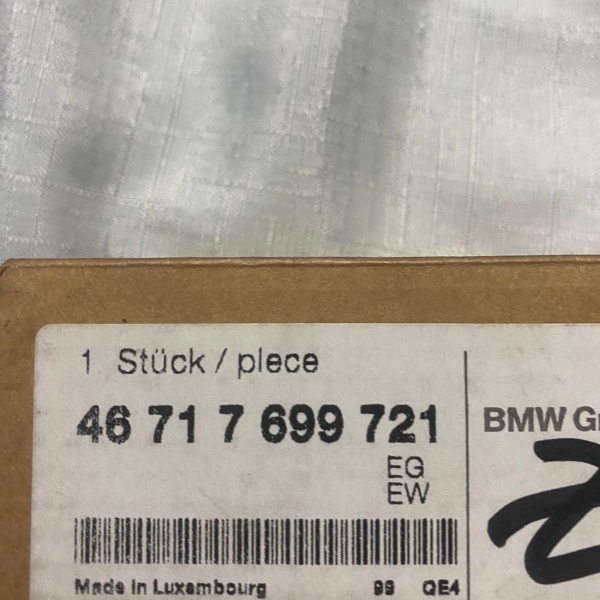 1 Stück / piece
46 71 7 699 721
BMW Gr
EG
EW
Made in Luxembourg 99 QE4